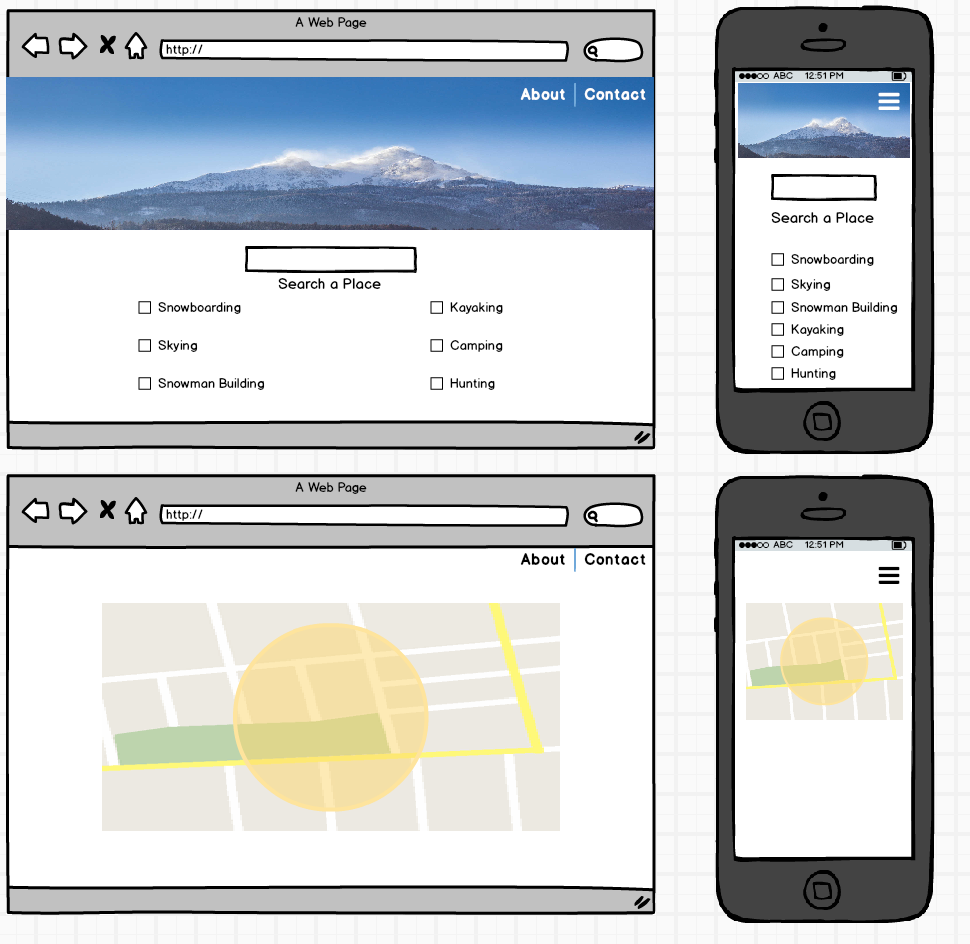 A Web Page
http://
About Contact
Search a Place
Snowboarding Kayaking
Skying Camping
Snowman Building Hunting
ABC 12:51 PM
Search a Place
Snowboarding
Skying
Snowman Building
Kayaking
Camping
Hunting
A Web Page
http://
About Contact
ABC 12:51 PM